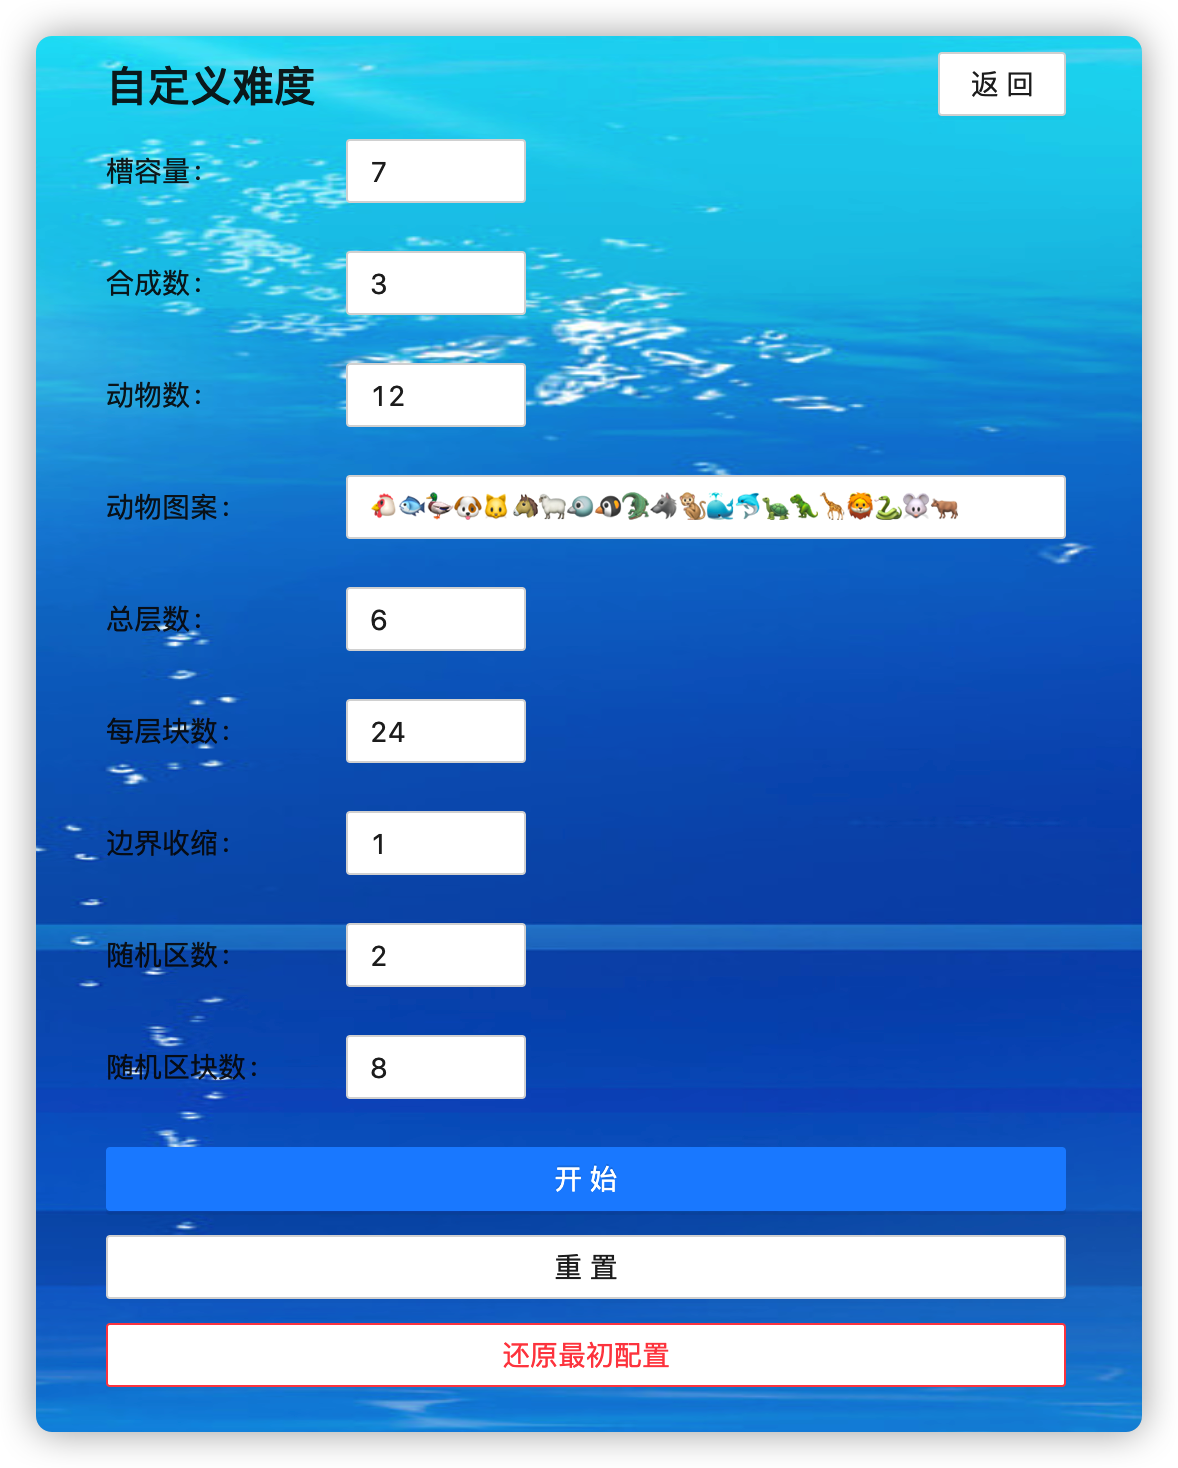 自定义难度
返 回
槽容量:
7
合成数:
3
动物数:
12
动物图案:
🐔🐟🦆🐶🐱🐴🐑🐦🐧🐊🐺🐒🐳🐬🐢🦖🦒🦁🐍🐭🐂
总层数:
6
每层块数:
24
边界收缩:
1
随机区数:
2
随机区块数:
8
开 始
重 置
还原最初配置